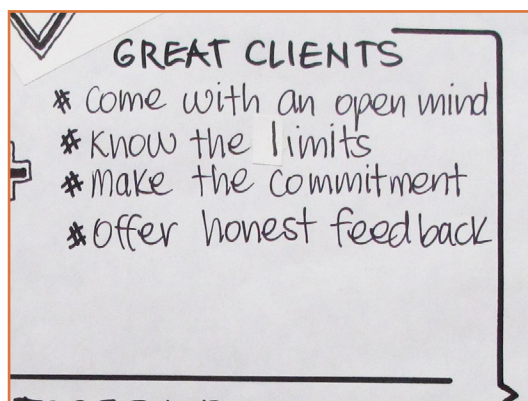 GREAT CLIENTS
# come with an open mind
# know the limits
# make the commitment
# offer honest feedback